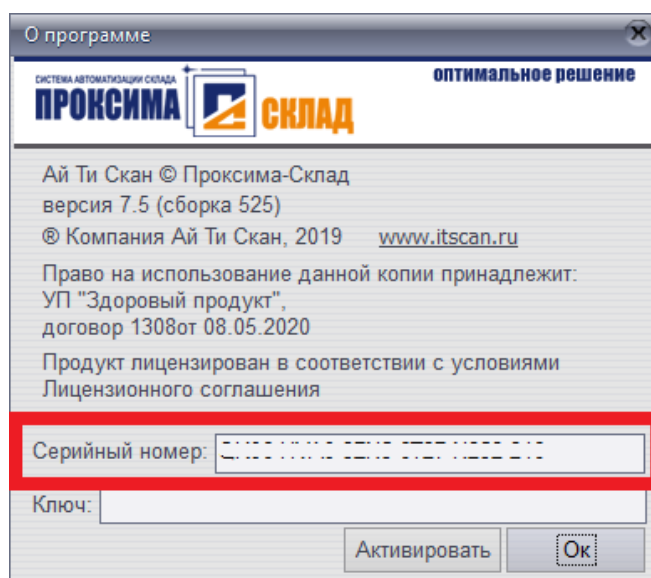 О программе
СИСТЕМА АВТОМАТИЗАЦИИ СКЛАДА
ПРОКСИМА СКЛАД
оптимальное решение
Ай Ти Скан © Проксима-Склад
версия 7.5 (сборка 525)
® Компания Ай Ти Скан, 2019 www.itscan.ru
Право на использование данной копии принадлежит:
УП "Здоровый продукт",
договор 1308от 08.05.2020
Продукт лицензирован в соответствии с условиями
Лицензионного соглашения
Серийный номер:
Ключ:
Активировать Ок